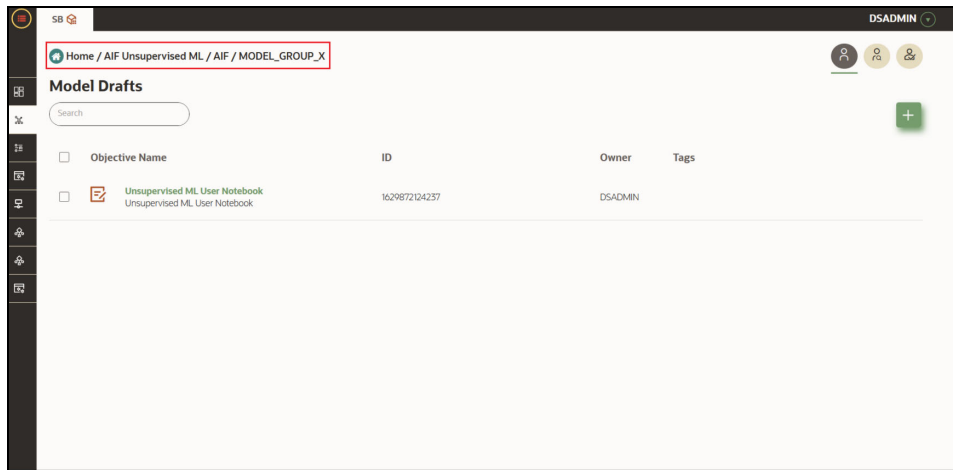 SB
DSADMIN
Home / AIF Unsupervised ML / AIF / MODEL_GROUP_X
Model Drafts
Search
Objective Name ID Owner Tags
Unsupervised ML User Notebook
Unsupervised ML User Notebook 1629872124237 DSADMIN